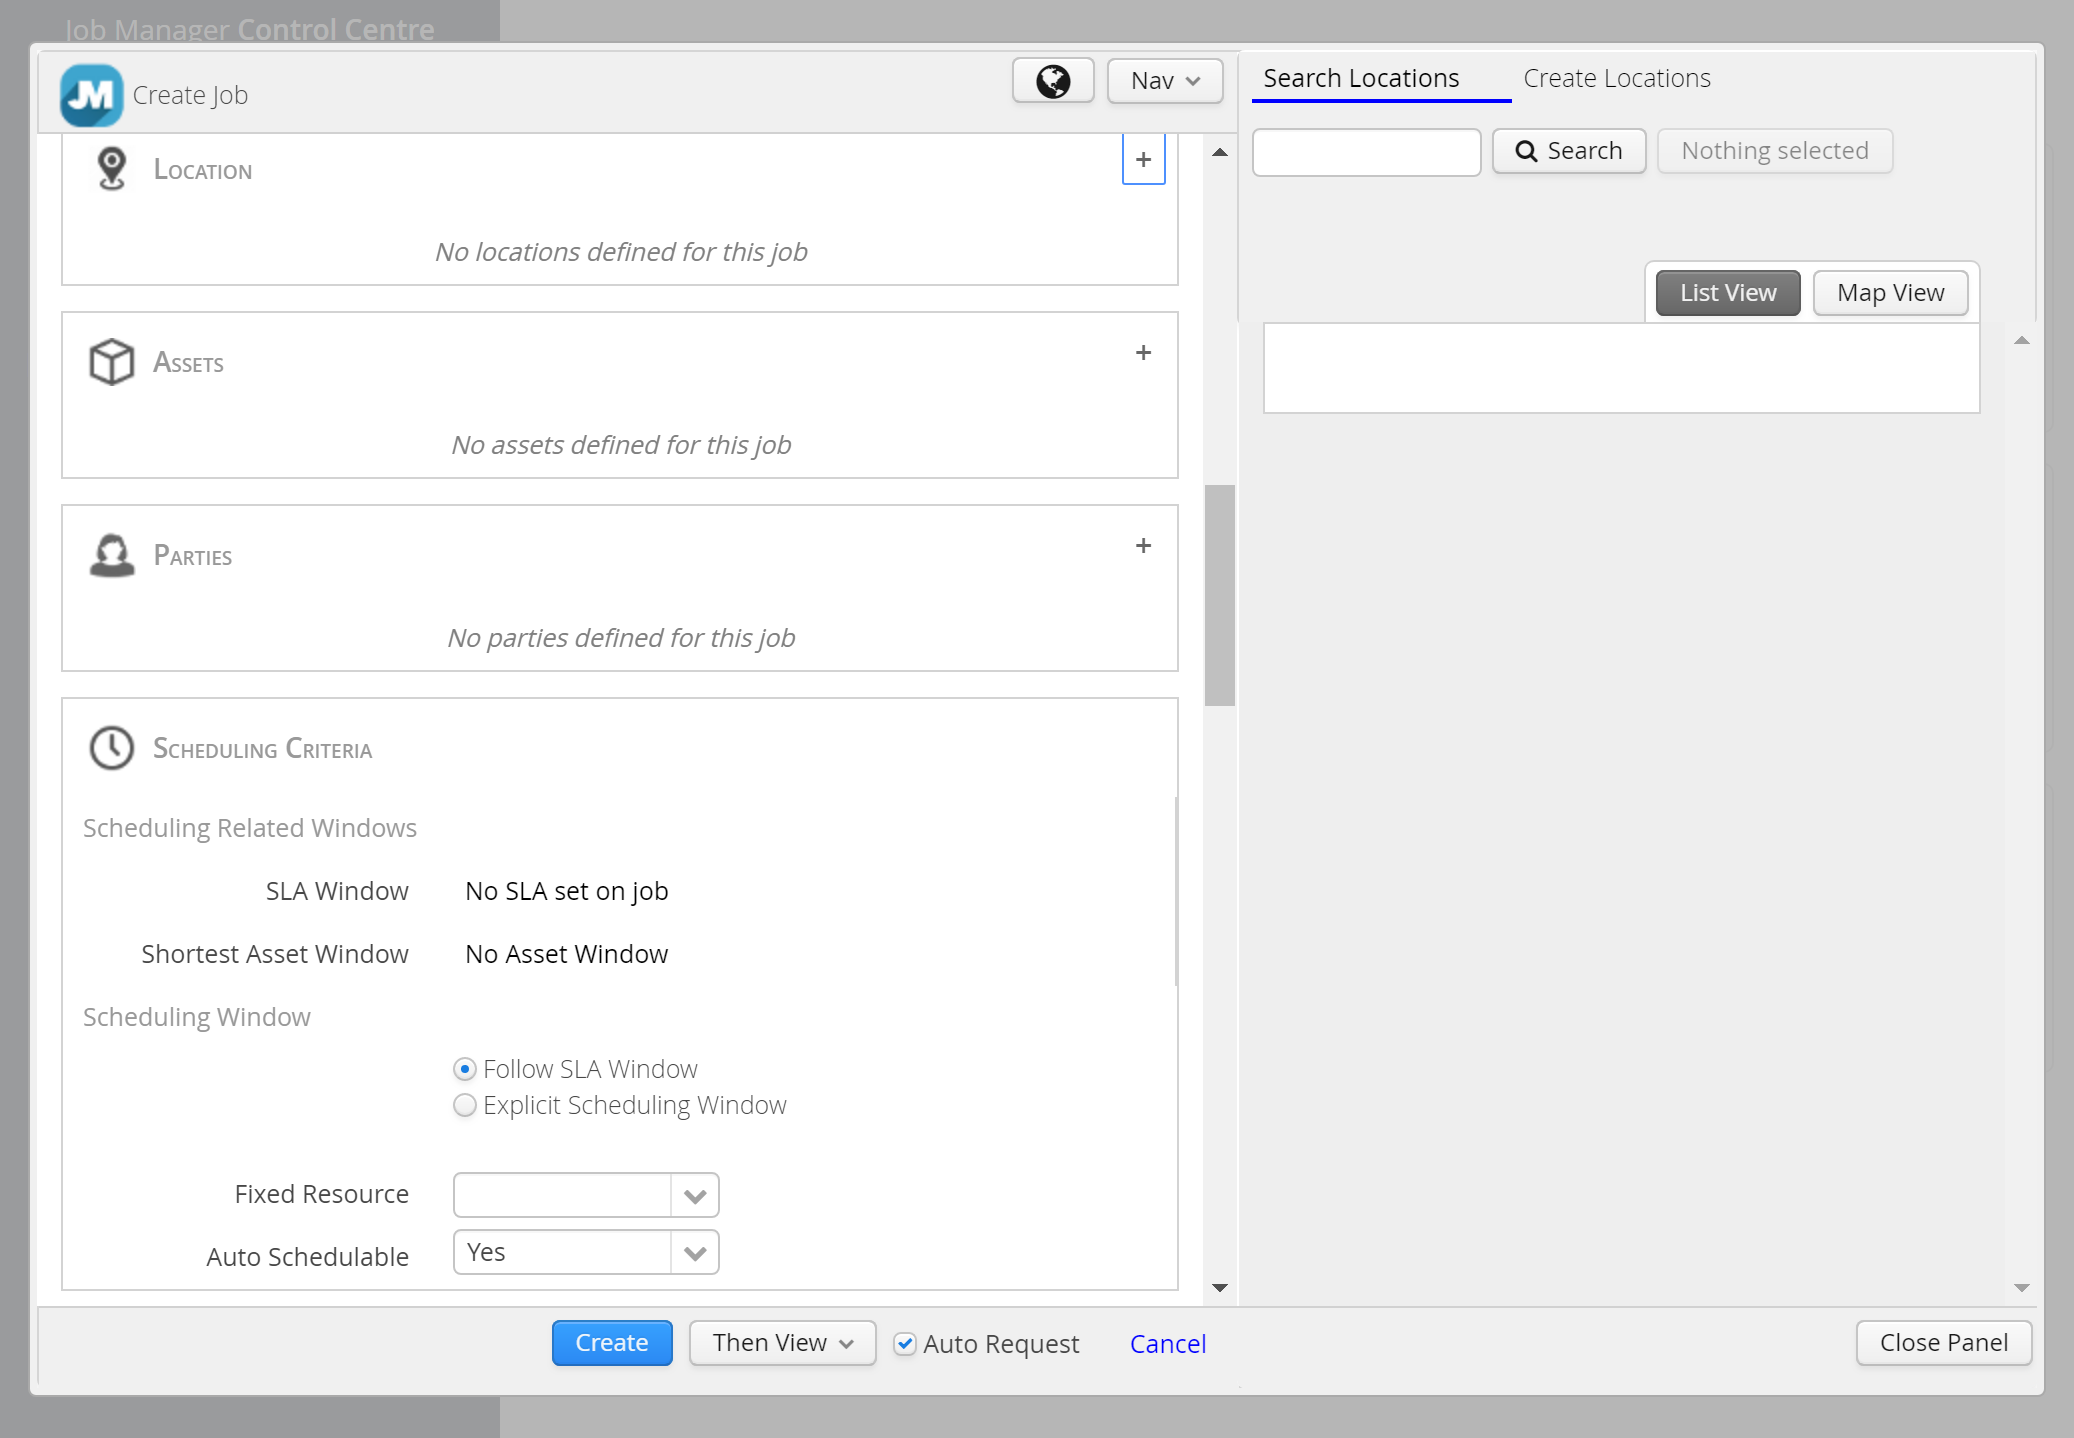 Job Manager Control Centre
JM
Create Job
Nav
Search Locations
Create Locations
Search
Nothing selected
List View
Map View
Location
No locations defined for this job
Assets
No assets defined for this job
Parties
No parties defined for this job
Scheduling Criteria
Scheduling Related Windows
SLA Window No SLA set on job
Shortest Asset Window No Asset Window
Scheduling Window
Follow SLA Window
Explicit Scheduling Window
Fixed Resource
Auto Schedulable Yes
Create
Then View
Auto Request
Cancel
Close Panel